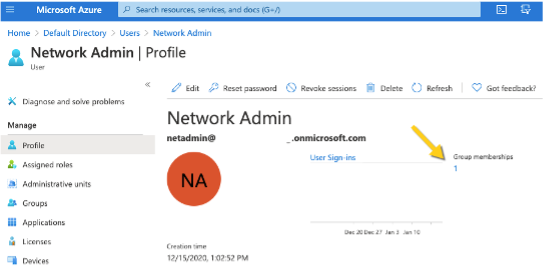 Microsoft Azure
Search resources, services, and docs (G+/)
Home > Default Directory > Users > Network Admin
Network Admin | Profile
User
«
Diagnose and solve problems
Manage
Profile
Assigned roles
Administrative units
Groups
Applications
Licenses
Devices
Edit Reset password Revoke sessions Delete Refresh Got feedback?
Network Admin
netadmin@ _.onmicrosoft.com
User Sign-ins
Group memberships
1
NA
Dec 20 Dec 27 Jan 3 Jan 10
Creation time
12/15/2020, 1:02:52 PM